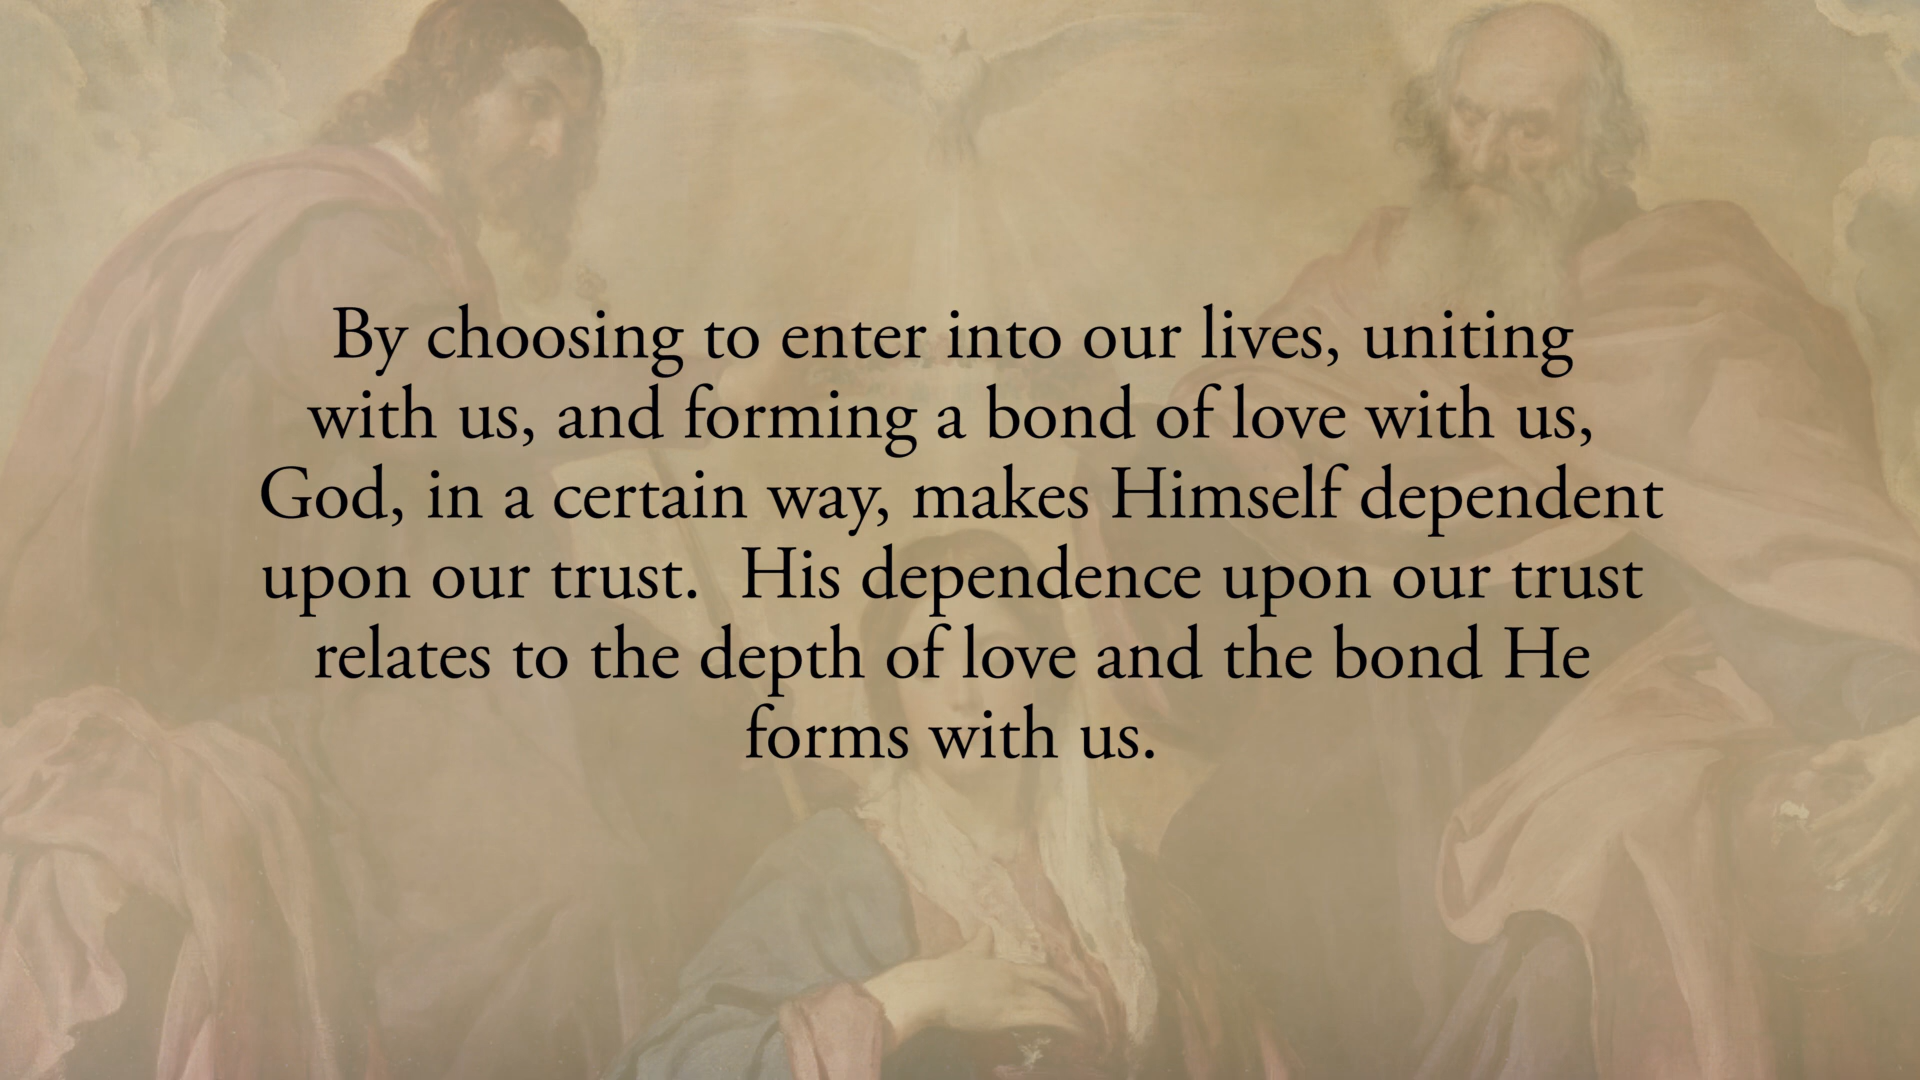 By choosing to enter into our lives, uniting
with us, and forming a bond of love with us,
God, in a certain way, makes Himself dependent
upon our trust.  His dependence upon our trust
relates to the depth of love and the bond He
forms with us.